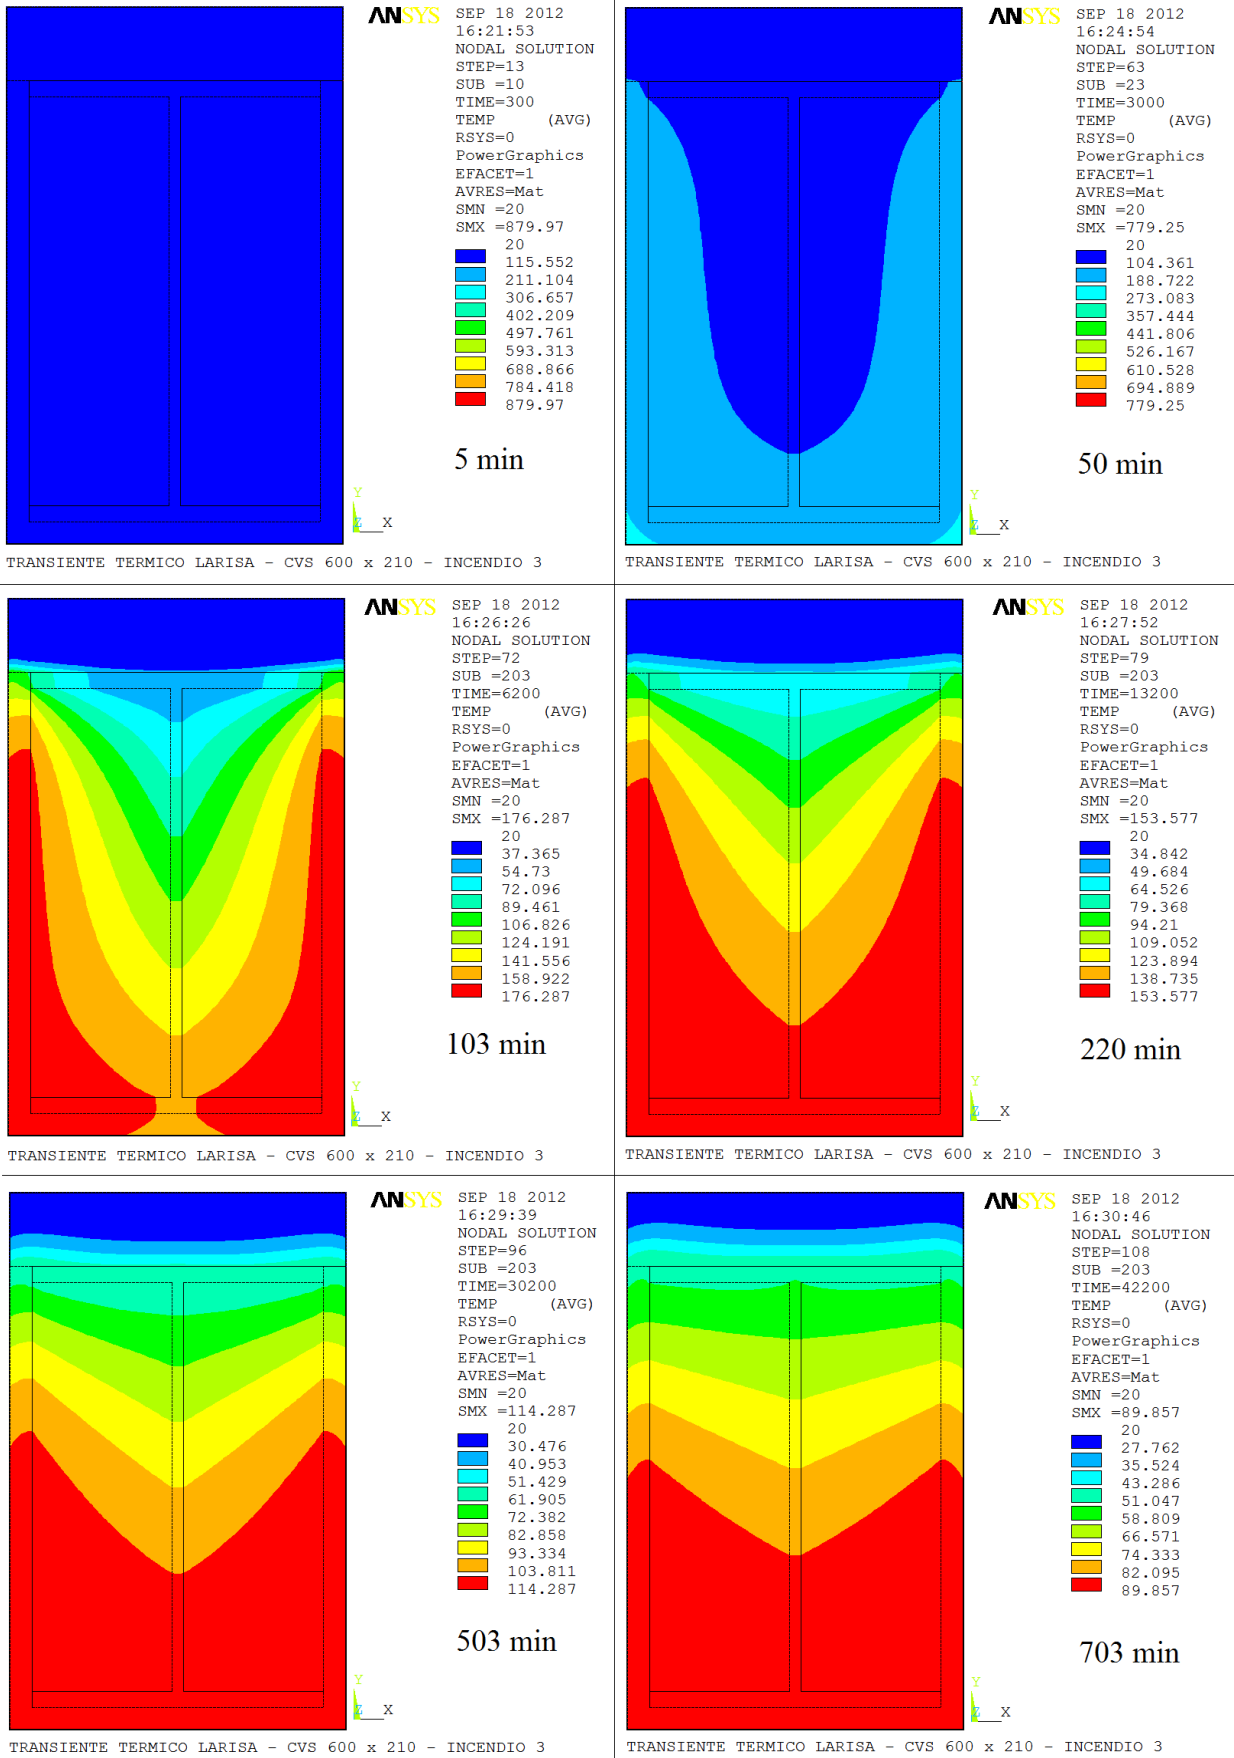 ANSYS
SEP 18 2012
16:21:53
NODAL SOLUTION
STEP=13
SUB =10
TIME=300
TEMP (AVG)
RSYS=0
PowerGraphics
EFACET=1
AVRES=Mat
SMN =20
SMX =879.97
20
115.552
211.104
306.657
402.209
497.761
593.313
688.866
784.418
879.97
5 min
Y
Z X
TRANSIENTE TERMICO LARISA - CVS 600 x 210 - INCENDIO 3
ANSYS
SEP 18 2012
16:24:54
NODAL SOLUTION
STEP=63
SUB =23
TIME=3000
TEMP (AVG)
RSYS=0
PowerGraphics
EFACET=1
AVRES=Mat
SMN =20
SMX =779.25
20
104.361
188.722
273.083
357.444
441.806
526.167
610.528
694.889
779.25
50 min
Y
Z X
TRANSIENTE TERMICO LARISA - CVS 600 x 210 - INCENDIO 3
ANSYS
SEP 18 2012
16:26:26
NODAL SOLUTION
STEP=72
SUB =203
TIME=6200
TEMP (AVG)
RSYS=0
PowerGraphics
EFACET=1
AVRES=Mat
SMN =20
SMX =176.287
20
37.365
54.73
72.096
89.461
106.826
124.191
141.556
158.922
176.287
103 min
Y
Z X
TRANSIENTE TERMICO LARISA - CVS 600 x 210 - INCENDIO 3
ANSYS
SEP 18 2012
16:27:52
NODAL SOLUTION
STEP=79
SUB =203
TIME=13200
TEMP (AVG)
RSYS=0
PowerGraphics
EFACET=1
AVRES=Mat
SMN =20
SMX =153.577
20
34.842
49.684
64.526
79.368
94.21
109.052
123.894
138.735
153.577
220 min
Y
Z X
TRANSIENTE TERMICO LARISA - CVS 600 x 210 - INCENDIO 3
ANSYS
SEP 18 2012
16:29:39
NODAL SOLUTION
STEP=96
SUB =203
TIME=30200
TEMP (AVG)
RSYS=0
PowerGraphics
EFACET=1
AVRES=Mat
SMN =20
SMX =114.287
20
30.476
40.953
51.429
61.905
72.382
82.858
93.334
103.811
114.287
503 min
Y
Z X
TRANSIENTE TERMICO LARISA - CVS 600 x 210 - INCENDIO 3
ANSYS
SEP 18 2012
16:30:46
NODAL SOLUTION
STEP=108
SUB =203
TIME=42200
TEMP (AVG)
RSYS=0
PowerGraphics
EFACET=1
AVRES=Mat
SMN =20
SMX =89.857
20
27.762
35.524
43.286
51.047
58.809
66.571
74.333
82.095
89.857
703 min
Y
Z X
TRANSIENTE TERMICO LARISA - CVS 600 x 210 - INCENDIO 3